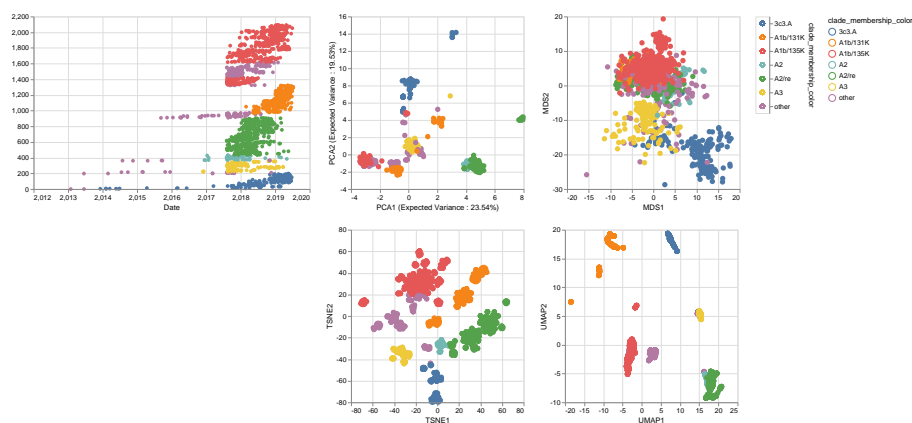 2,200
2,000
1,800
1,600
1,400
1,200
1,000
800
600
400
200
0
2,012 2,013 2,014 2,015 2,016 2,017 2,018 2,019 2,020
Date
PCA2 (Expected Variance : 18.53%)
16
14
12
10
8
6
4
2
0
-2
-4
-4 -2 0 2 4 6 8
PCA1 (Expected Variance : 23.54%)
MDS2
20
10
0
-10
-20
-30
-20 -15 -10 -5 0 5 10 15 20
MDS1
3c3.A
A1b/131K
A1b/135K
A2
A2/re
A3
other
clade_membership_color
clade_membership_color
3c3.A
A1b/131K
A1b/135K
A2
A2/re
A3
other
TSNE2
80
60
40
20
0
-20
-40
-60
-80
-80 -60 -40 -20 0 20 40 60 80
TSNE1
UMAP2
20
15
10
5
0
-5
-10
-20 -15 -10 -5 0 5 10 15 20 25
UMAP1